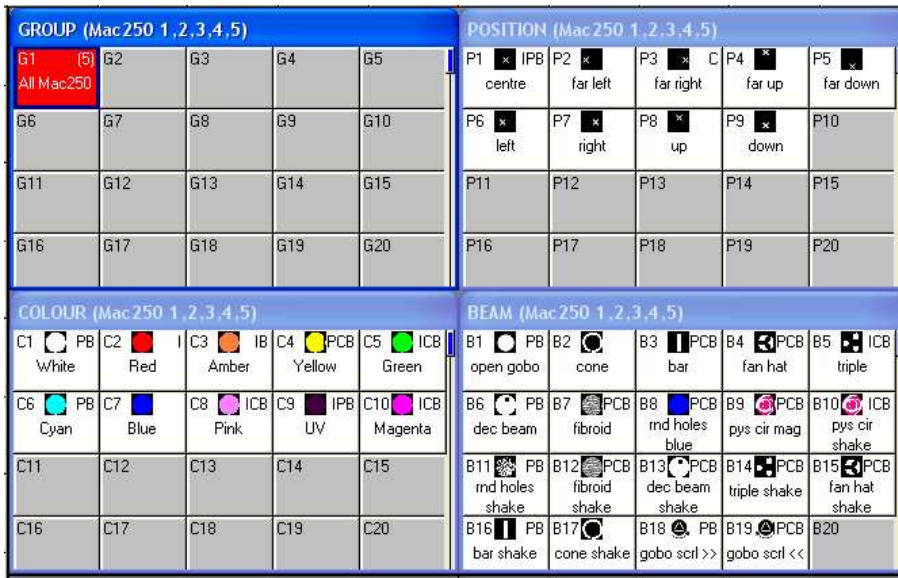 GROUP (Mac250 1,2,3,4,5)
G1 (5) G2 G3 G4 G5
All Mac250
G6 G7 G8 G9 G10
G11 G12 G13 G14 G15
G16 G17 G18 G19 G20
POSITION (Mac250 1,2,3,4,5)
P1 IPB P2 P3 C P4 P5
centre far left far right far up far down
P6 P7 P8 P9 P10
left right up down
P11 P12 P13 P14 P15
P16 P17 P18 P19 P20
COLOUR (Mac250 1,2,3,4,5)
C1 PB C2 I C3 IB C4 PCB C5 ICB
White Red Amber Yellow Green
C6 PB C7 C8 ICB C9 IPB C10 ICB
Cyan Blue Pink UV Magenta
C11 C12 C13 C14 C15
C16 C17 C18 C19 C20
BEAM (Mac250 1,2,3,4,5)
B1 PB B2 B3 PCB B4 PCB B5 ICB
open gobo cone bar fan hat triple
B6 PB B7 PCB B8 PCB B9 PCB B10 ICB
dec beam fibroid rnd holes blue pys cir mag pys cir shake
B11 PB B12 PCB B13 PCB B14 PCB B15 PCB
rnd holes shake fibroid shake dec beam shake triple shake fan hat shake
B16 PB B17 B18 PB B19 PCB B20
bar shake cone shake gobo scrl >> gobo scrl <<